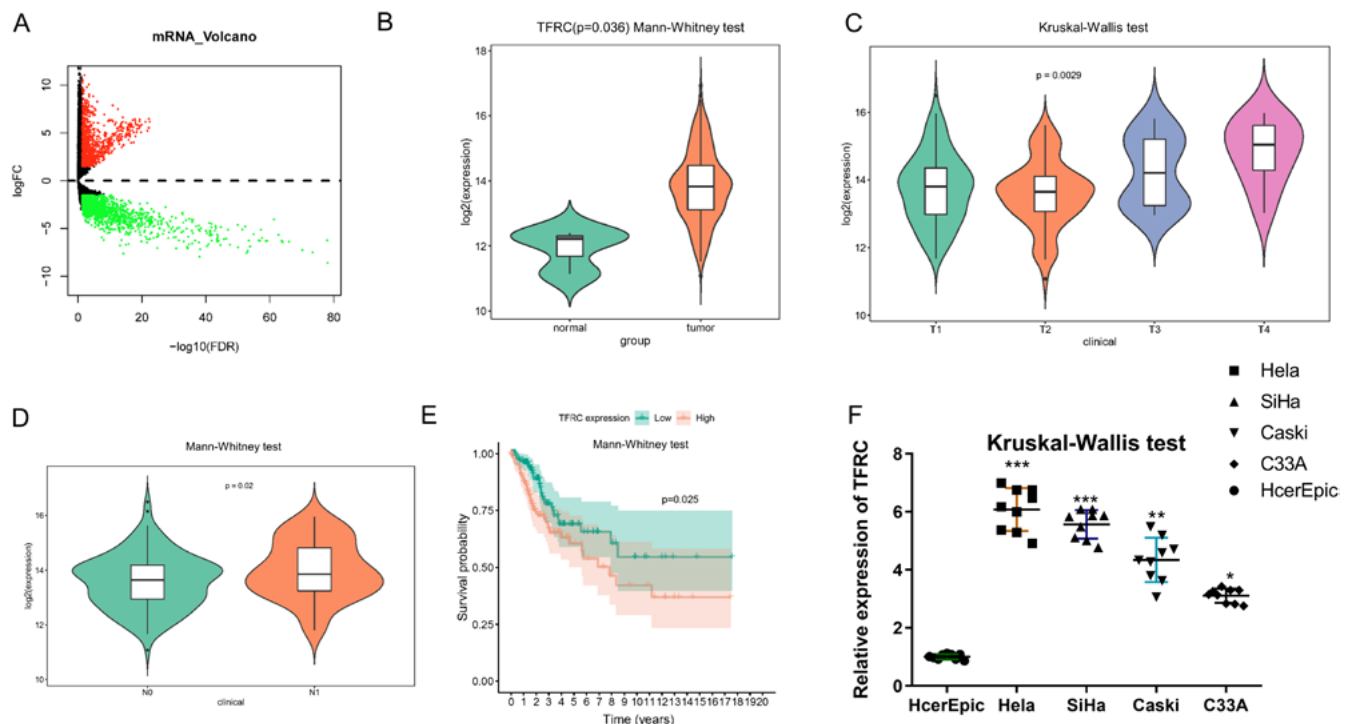 A
mRNA_Volcano
logFC
10
5
0
−5
−10
0 20 40 60 80
−log10(FDR)
B
TFRC(p=0.036) Mann-Whitney test
log2(expression)
18
16
14
12
10
normal tumor
group
C
Kruskal-Wallis test
p = 0.0029
log2(expression)
16
14
12
10
T1 T2 T3 T4
clinical
D
Mann-Whitney test
p = 0.02
log2(expression)
16
14
12
10
N0 N1
clinical
E
TFRC expression Low High
Mann-Whitney test
p=0.025
Survival probability
1.00
0.75
0.50
0.25
0.00
0 1 2 3 4 5 6 7 8 9 10 11 12 13 14 15 16 17 18 19 20
Time (years)
Hela
SiHa
Caski
C33A
HcerEpic
F
Kruskal-Wallis test
Relative expression of TFRC
8
6
4
2
0
***
***
**
*
HcerEpic Hela SiHa Caski C33A